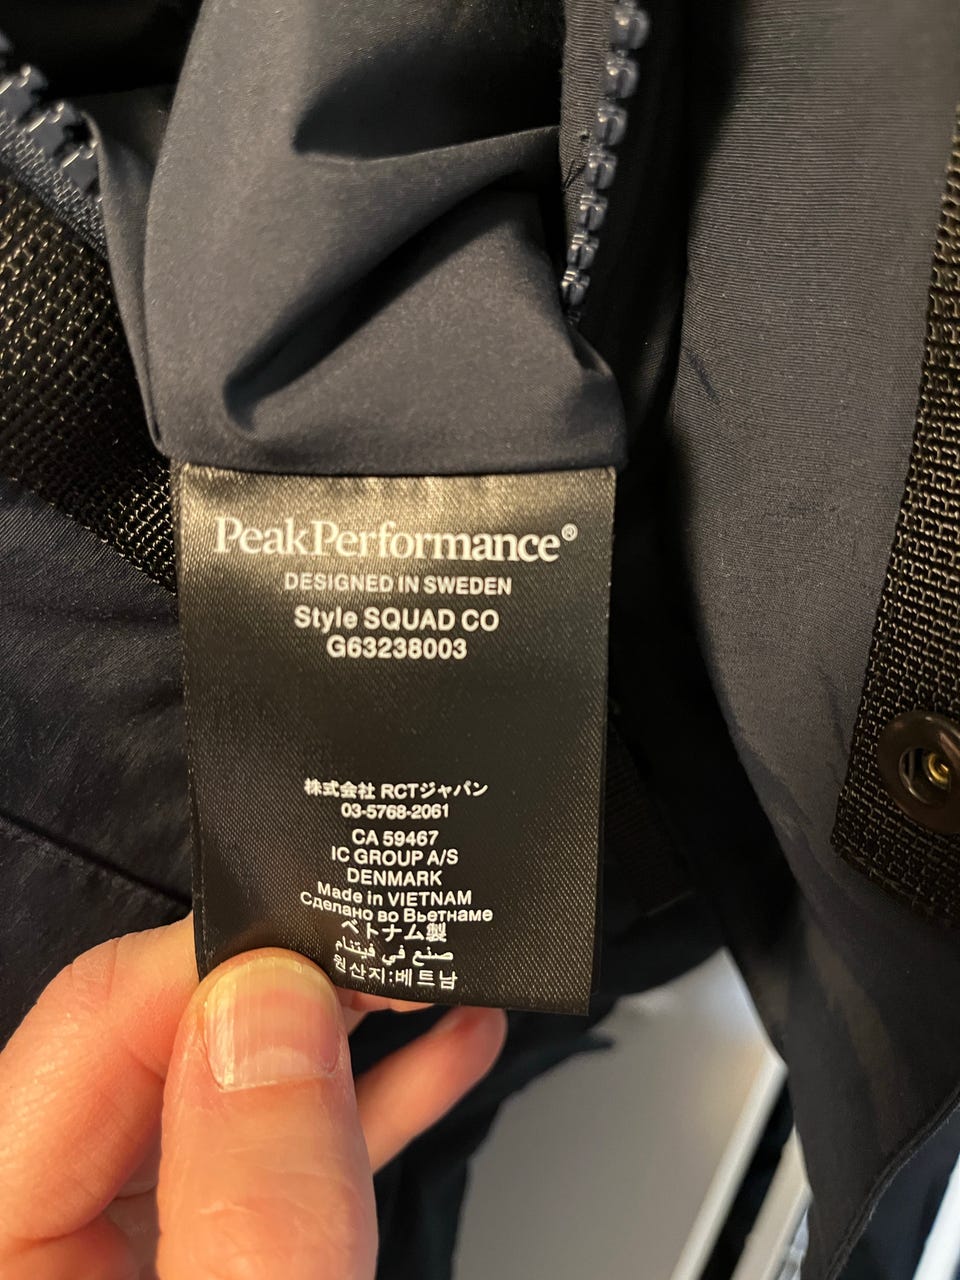 PeakPerformance®
DESIGNED IN SWEDEN
Style SQUAD CO
G63238003
株式会社 RCTジャパン
03-5768-2061
CA 59467
IC GROUP A/S
DENMARK
Made in VIETNAM
Сделано во Вьетнаме
ベトナム製
صنع في فيتنام
원산지:베트남